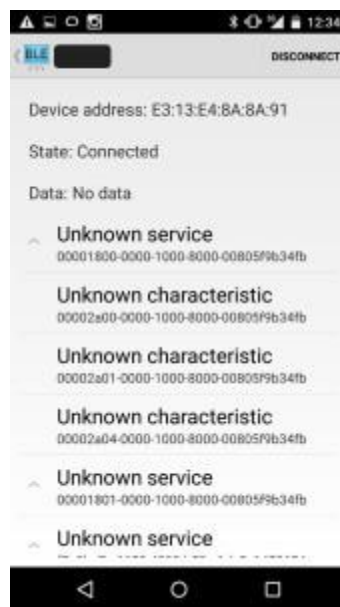 12:34
BLE
DISCONNECT
Device address: E3:13:E4:8A:8A:91
State: Connected
Data: No data
Unknown service
00001800-0000-1000-8000-00805f9b34fb
Unknown characteristic
00002a00-0000-1000-8000-00805f9b34fb
Unknown characteristic
00002a01-0000-1000-8000-00805f9b34fb
Unknown characteristic
00002a04-0000-1000-8000-00805f9b34fb
Unknown service
00001801-0000-1000-8000-00805f9b34fb
Unknown service